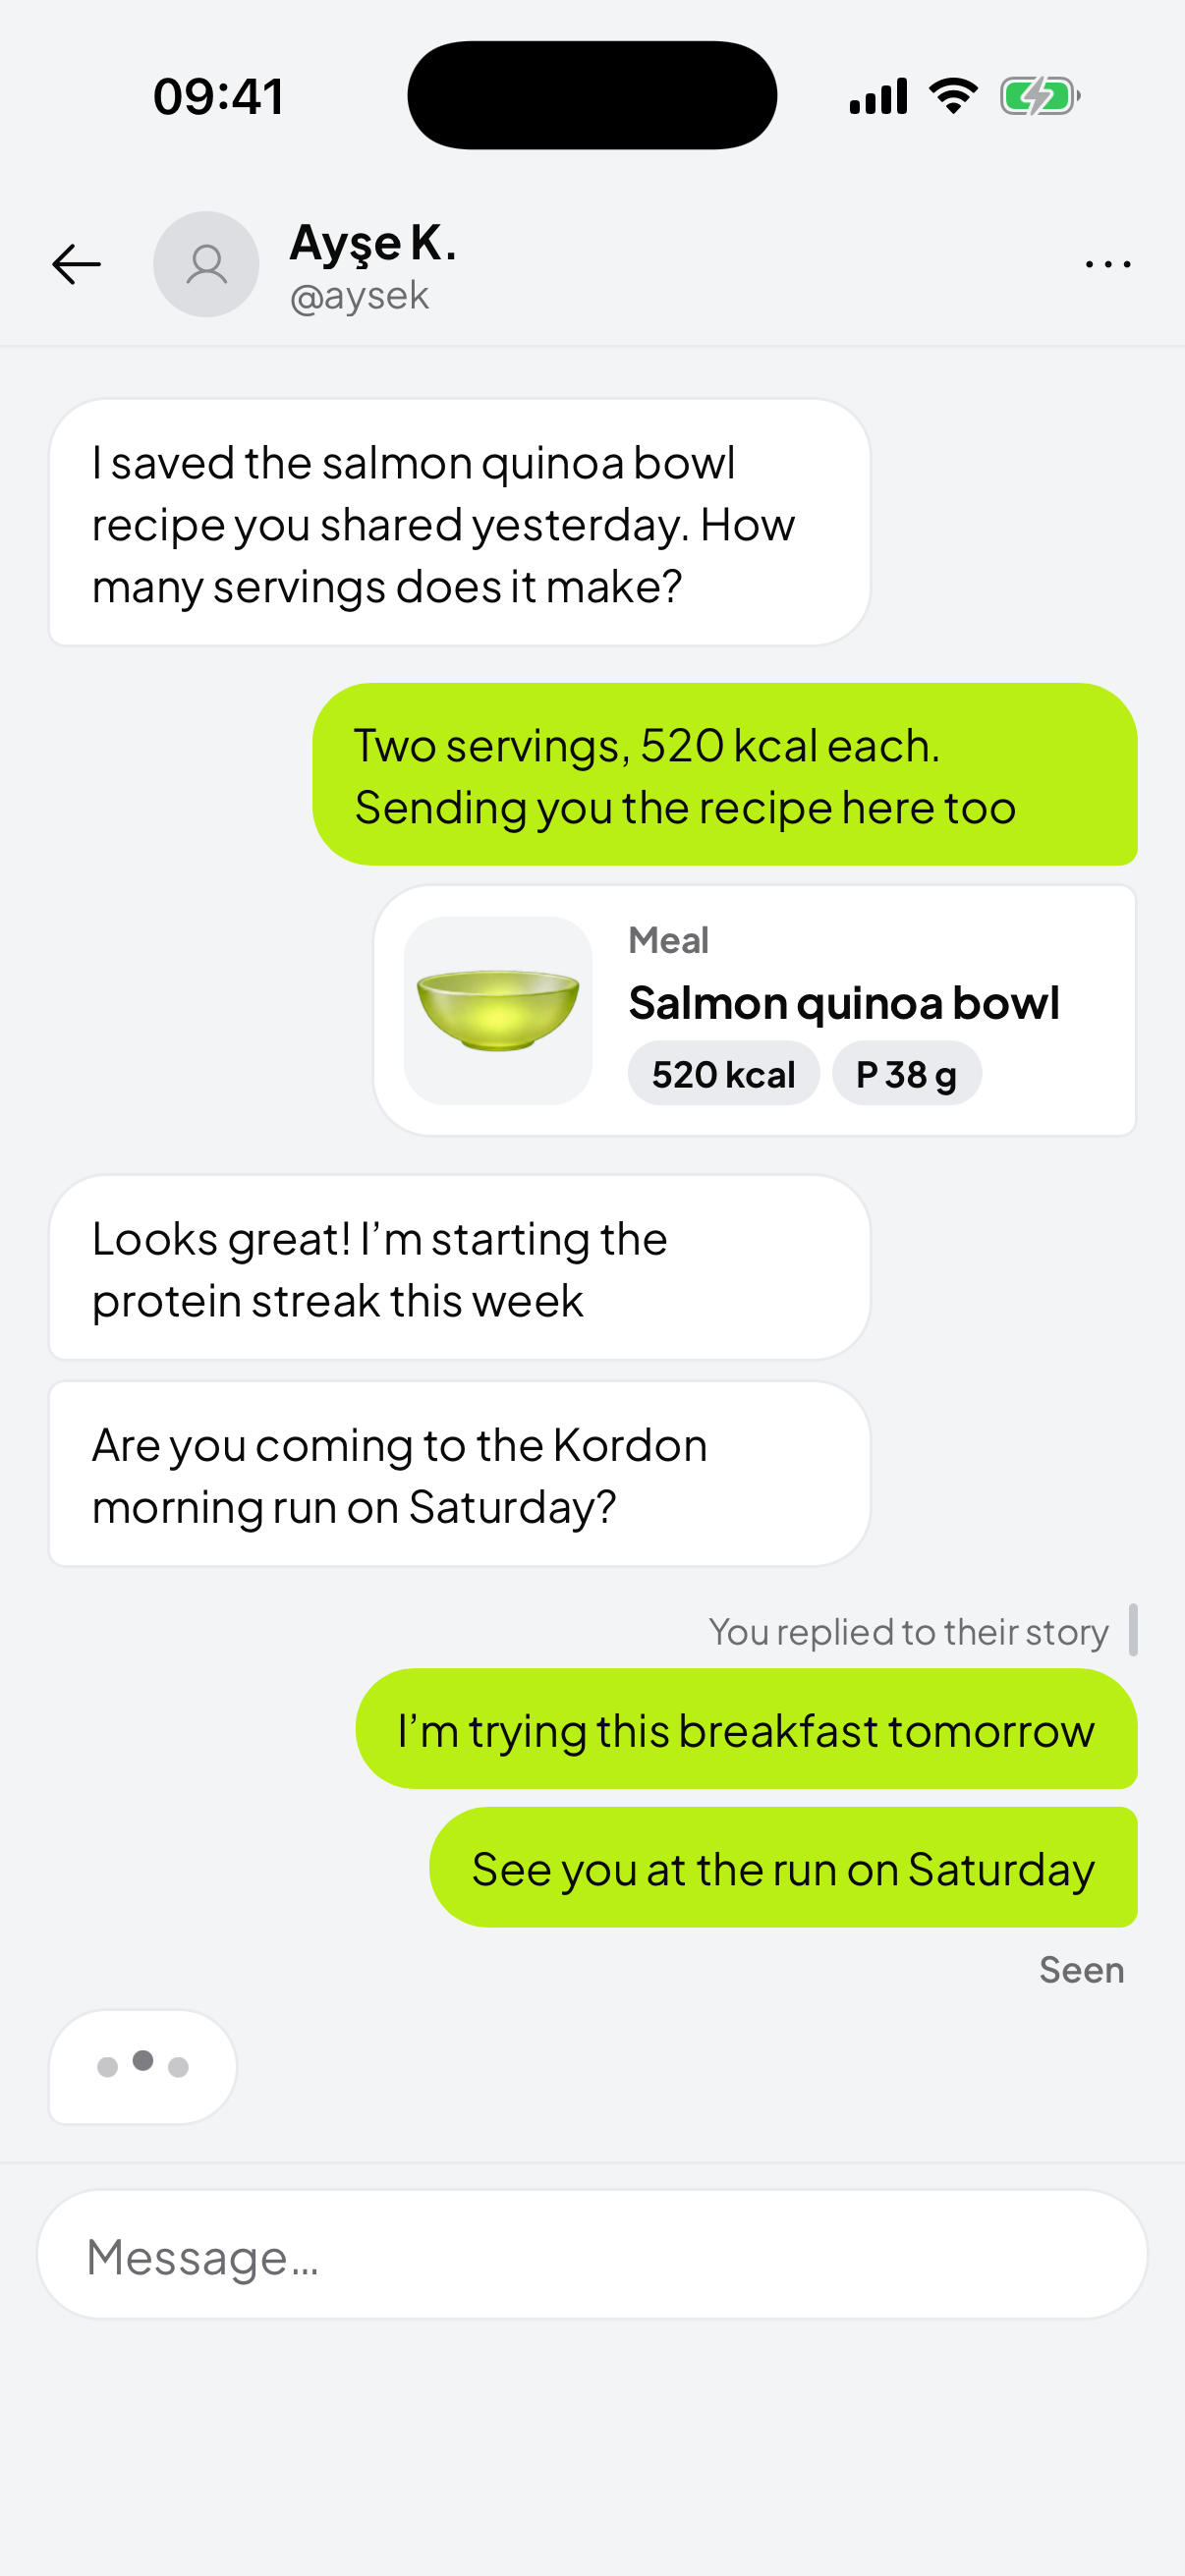 09:41
Ayşe K.
@aysek
I saved the salmon quinoa bowl
recipe you shared yesterday. How
many servings does it make?
Two servings, 520 kcal each.
Sending you the recipe here too
Meal
Salmon quinoa bowl
520 kcal P 38 g
Looks great! I’m starting the
protein streak this week
Are you coming to the Kordon
morning run on Saturday?
You replied to their story
I’m trying this breakfast tomorrow
See you at the run on Saturday
Seen
Message…